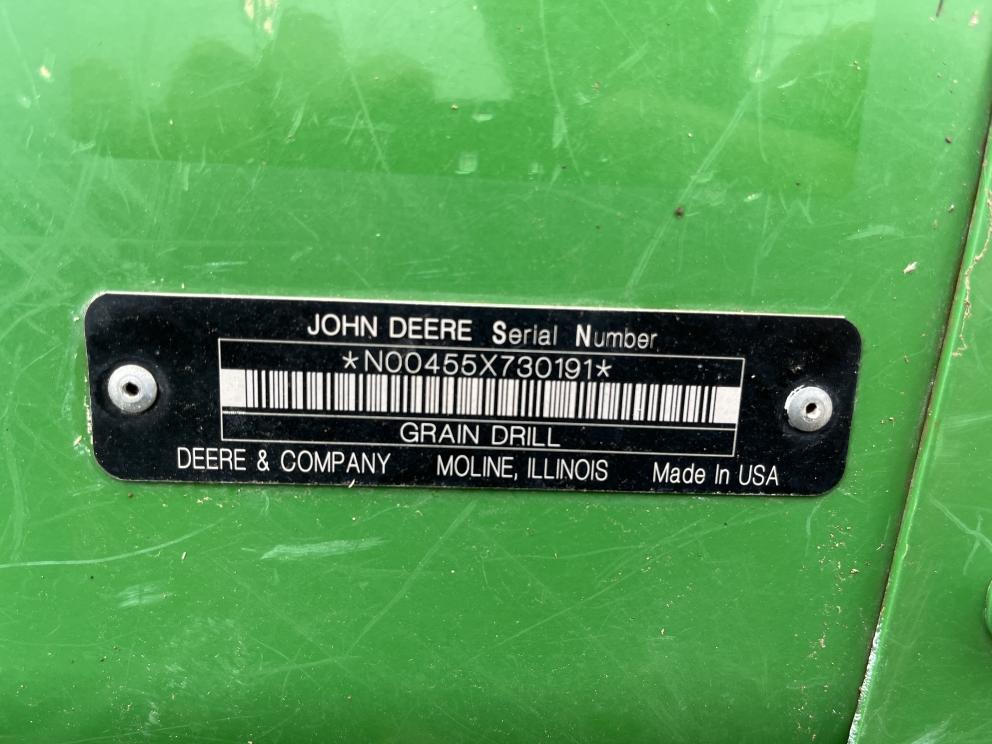 JOHN DEERE Serial Number
*N00455X730191*
GRAIN DRILL
DEERE & COMPANY MOLINE, ILLINOIS Made In USA